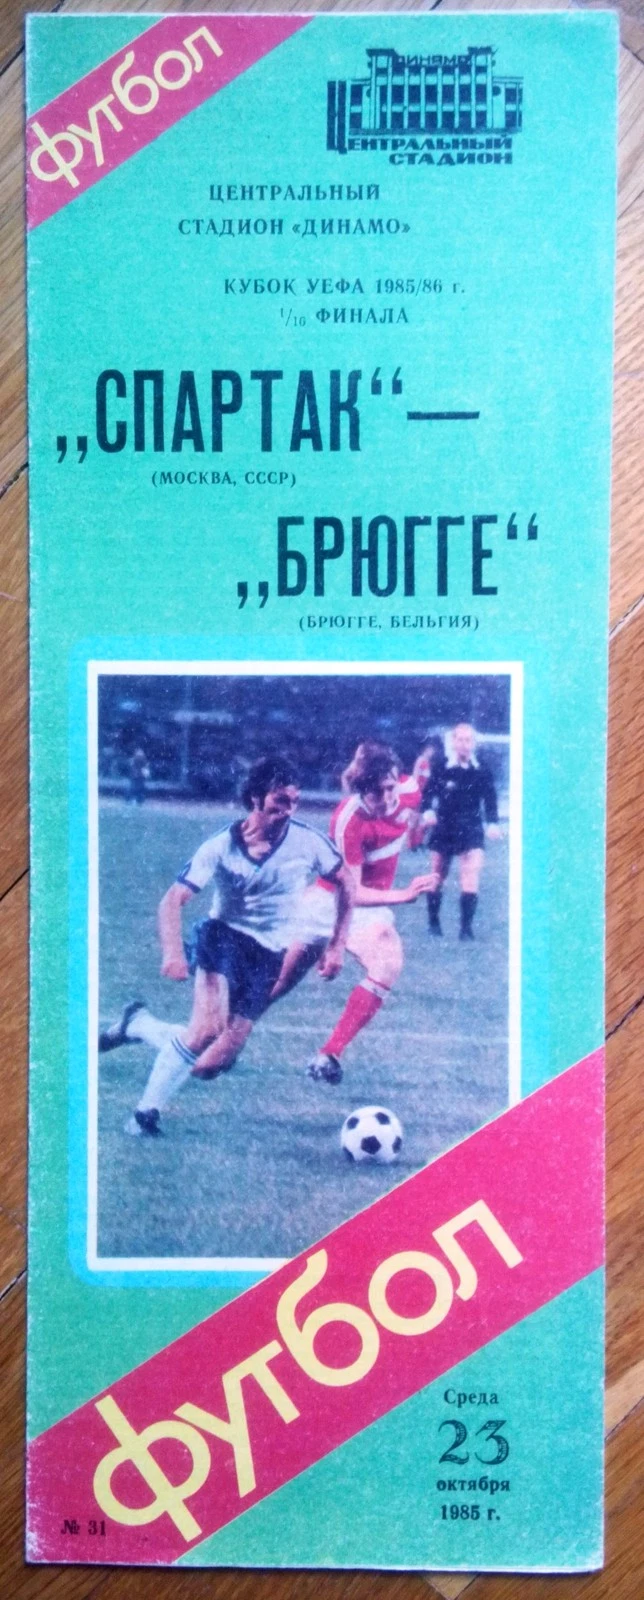 футбол
ДИНАМО
ЦЕНТРАЛЬНЫЙ
СТАДИОН
ЦЕНТРАЛЬНЫЙ
СТАДИОН «ДИНАМО»
КУБОК УЕФА 1985/86 г.
1/16 ФИНАЛА
„СПАРТАК“—
(МОСКВА, СССР)
„БРЮГГЕ“
(БРЮГГЕ, БЕЛЬГИЯ)
футбол
Среда
23
октября
1985 г.
№ 31